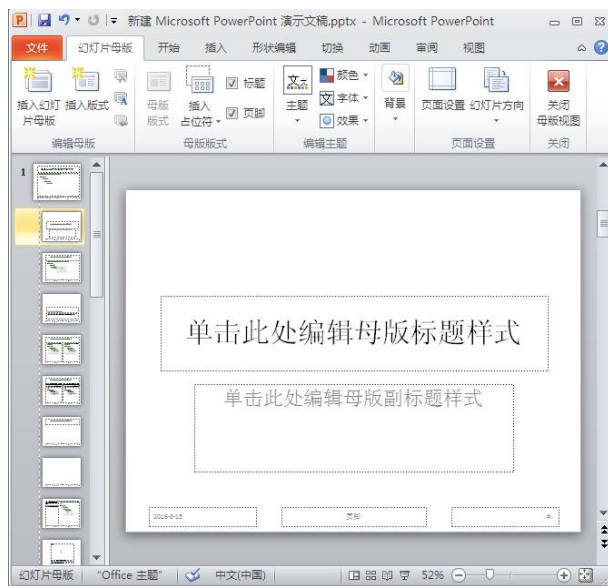 新建 Microsoft PowerPoint 演示文稿.pptx - Microsoft PowerPoint
文件 幻灯片母版 开始 插入 形状编辑 切换 动画 审阅 视图
插入幻灯片母版 插入版式 母版版式 插入占位符 标题 页脚 主题 颜色 字体 效果 背景 页面设置 幻灯片方向 关闭母版视图
编辑母版 母版版式 编辑主题 页面设置 关闭
1
单击此处编辑母版标题样式
单击此处编辑母版副标题样式
页脚
幻灯片母版 "Office 主题" 中文(中国) 52%